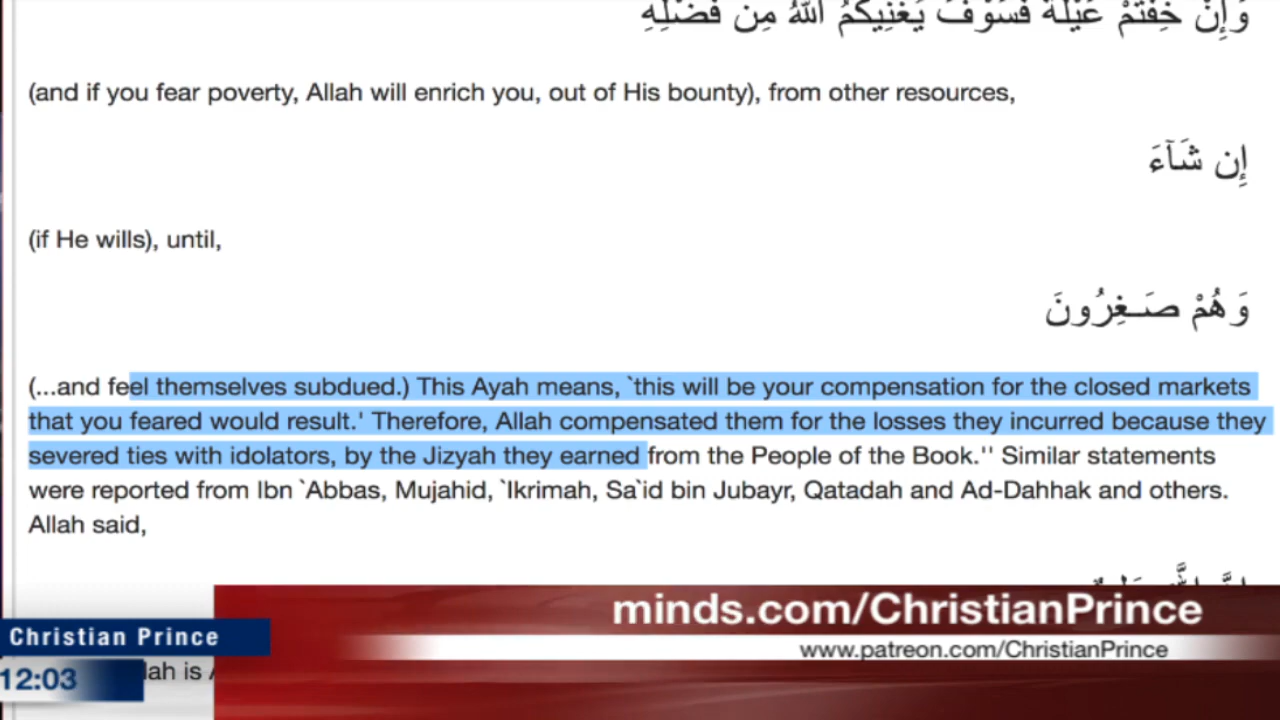 وَإِنْ خِفْتُمْ عَيْلَةً فَسَوْفَ يُغْنِيكُمُ اللَّهُ مِن فَضْلِهِ
(and if you fear poverty, Allah will enrich you, out of His bounty), from other resources,
إِن شَآءَ
(if He wills), until,
وَهُمْ صَـغِرُونَ
(...and feel themselves subdued.) This Ayah means, `this will be your compensation for the closed markets
that you feared would result.' Therefore, Allah compensated them for the losses they incurred because they
severed ties with idolators, by the Jizyah they earned from the People of the Book.'' Similar statements
were reported from Ibn `Abbas, Mujahid, `Ikrimah, Sa`id bin Jubayr, Qatadah and Ad-Dahhak and others.
Allah said,
minds.com/ChristianPrince
Christian Prince
www.patreon.com/ChristianPrince
12:03
lah is